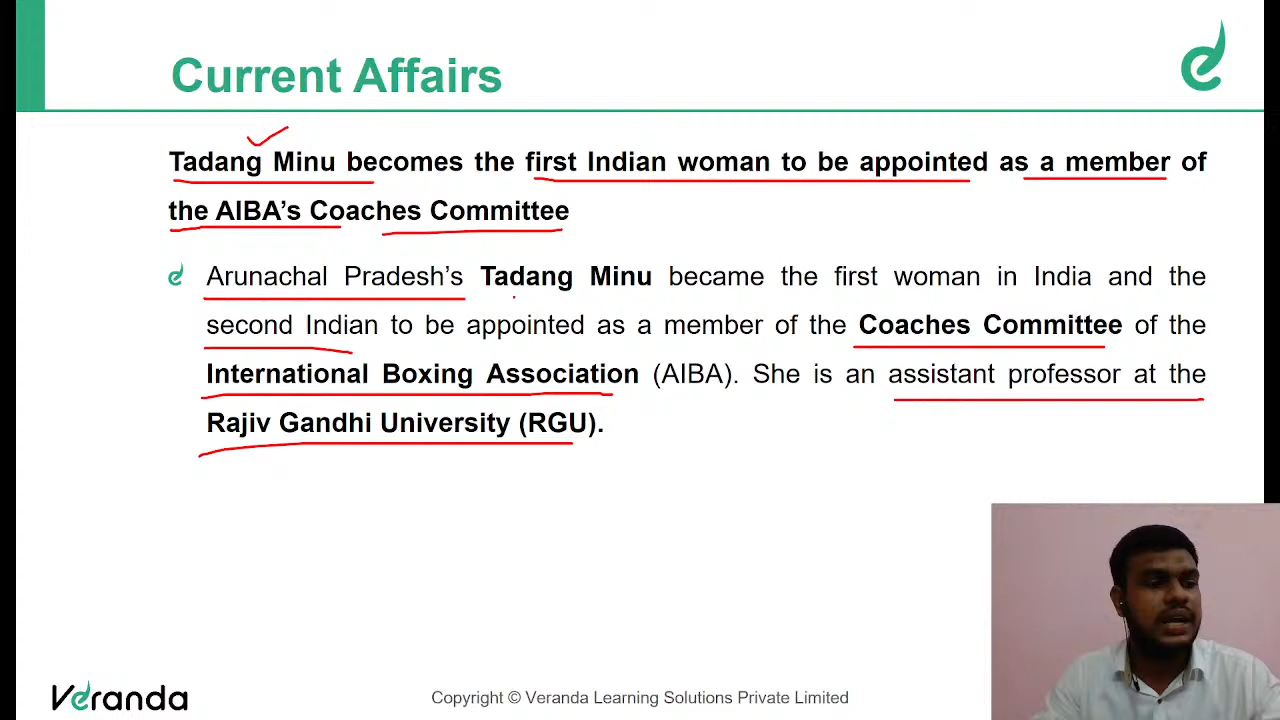 Current Affairs
Tadang Minu becomes the first Indian woman to be appointed as a member of
the AIBA's Coaches Committee
Arunachal Pradesh's Tadang Minu became the first woman in India and the
second Indian to be appointed as a member of the Coaches Committee of the
International Boxing Association (AIBA). She is an assistant professor at the
Rajiv Gandhi University (RGU).
Veranda
Copyright © Veranda Learning Solutions Private Limited